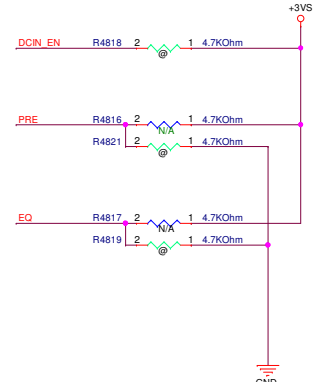 +3VS
DCIN_EN R4818 2 1 4.7KOhm
@
PRE R4816 2 1 4.7KOhm
N/A
R4821 2 1 4.7KOhm
@
EQ R4817 2 1 4.7KOhm
N/A
R4819 2 1 4.7KOhm
@
GND